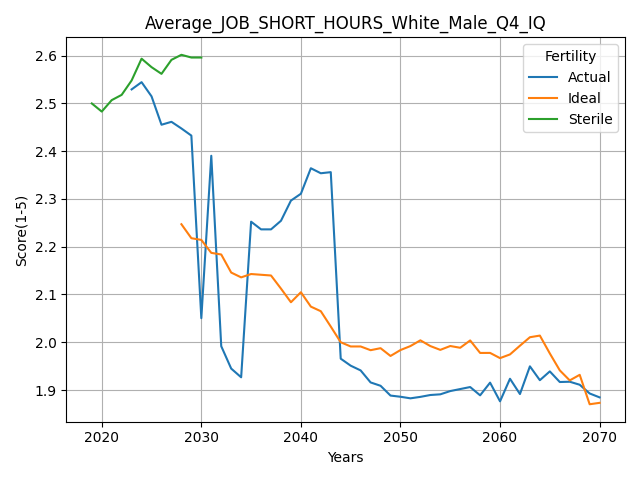 Average_JOB_SHORT_HOURS_White_Male_Q4_IQ
Fertility
Actual
Ideal
Sterile
Score(1-5)
2.6
2.5
2.4
2.3
2.2
2.1
2.0
1.9
2020 2030 2040 2050 2060 2070
Years